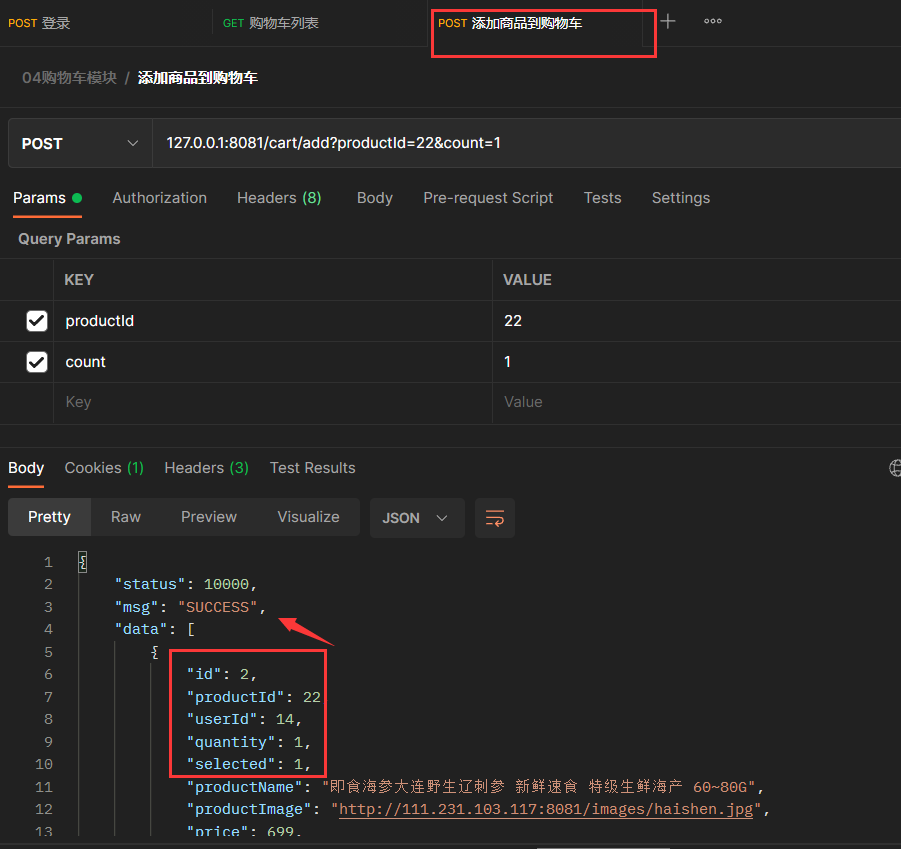 POST 登录 GET 购物车列表 POST 添加商品到购物车
04购物车模块 / 添加商品到购物车
POST 127.0.0.1:8081/cart/add?productId=22&count=1
Params Authorization Headers (8) Body Pre-request Script Tests Settings
Query Params
KEY VALUE
productId 22
count 1
Key Value
Body Cookies (1) Headers (3) Test Results
Pretty Raw Preview Visualize JSON
1 {
2 "status": 10000,
3 "msg": "SUCCESS",
4 "data": [
5 {
6 "id": 2,
7 "productId": 22
8 "userId": 14,
9 "quantity": 1,
10 "selected": 1,
11 "productName": "即食海参大连野生辽刺参 新鲜速食 特级生鲜海产 60~80G",
12 "productImage": "http://111.231.103.117:8081/images/haishen.jpg",
13 "price": 699,